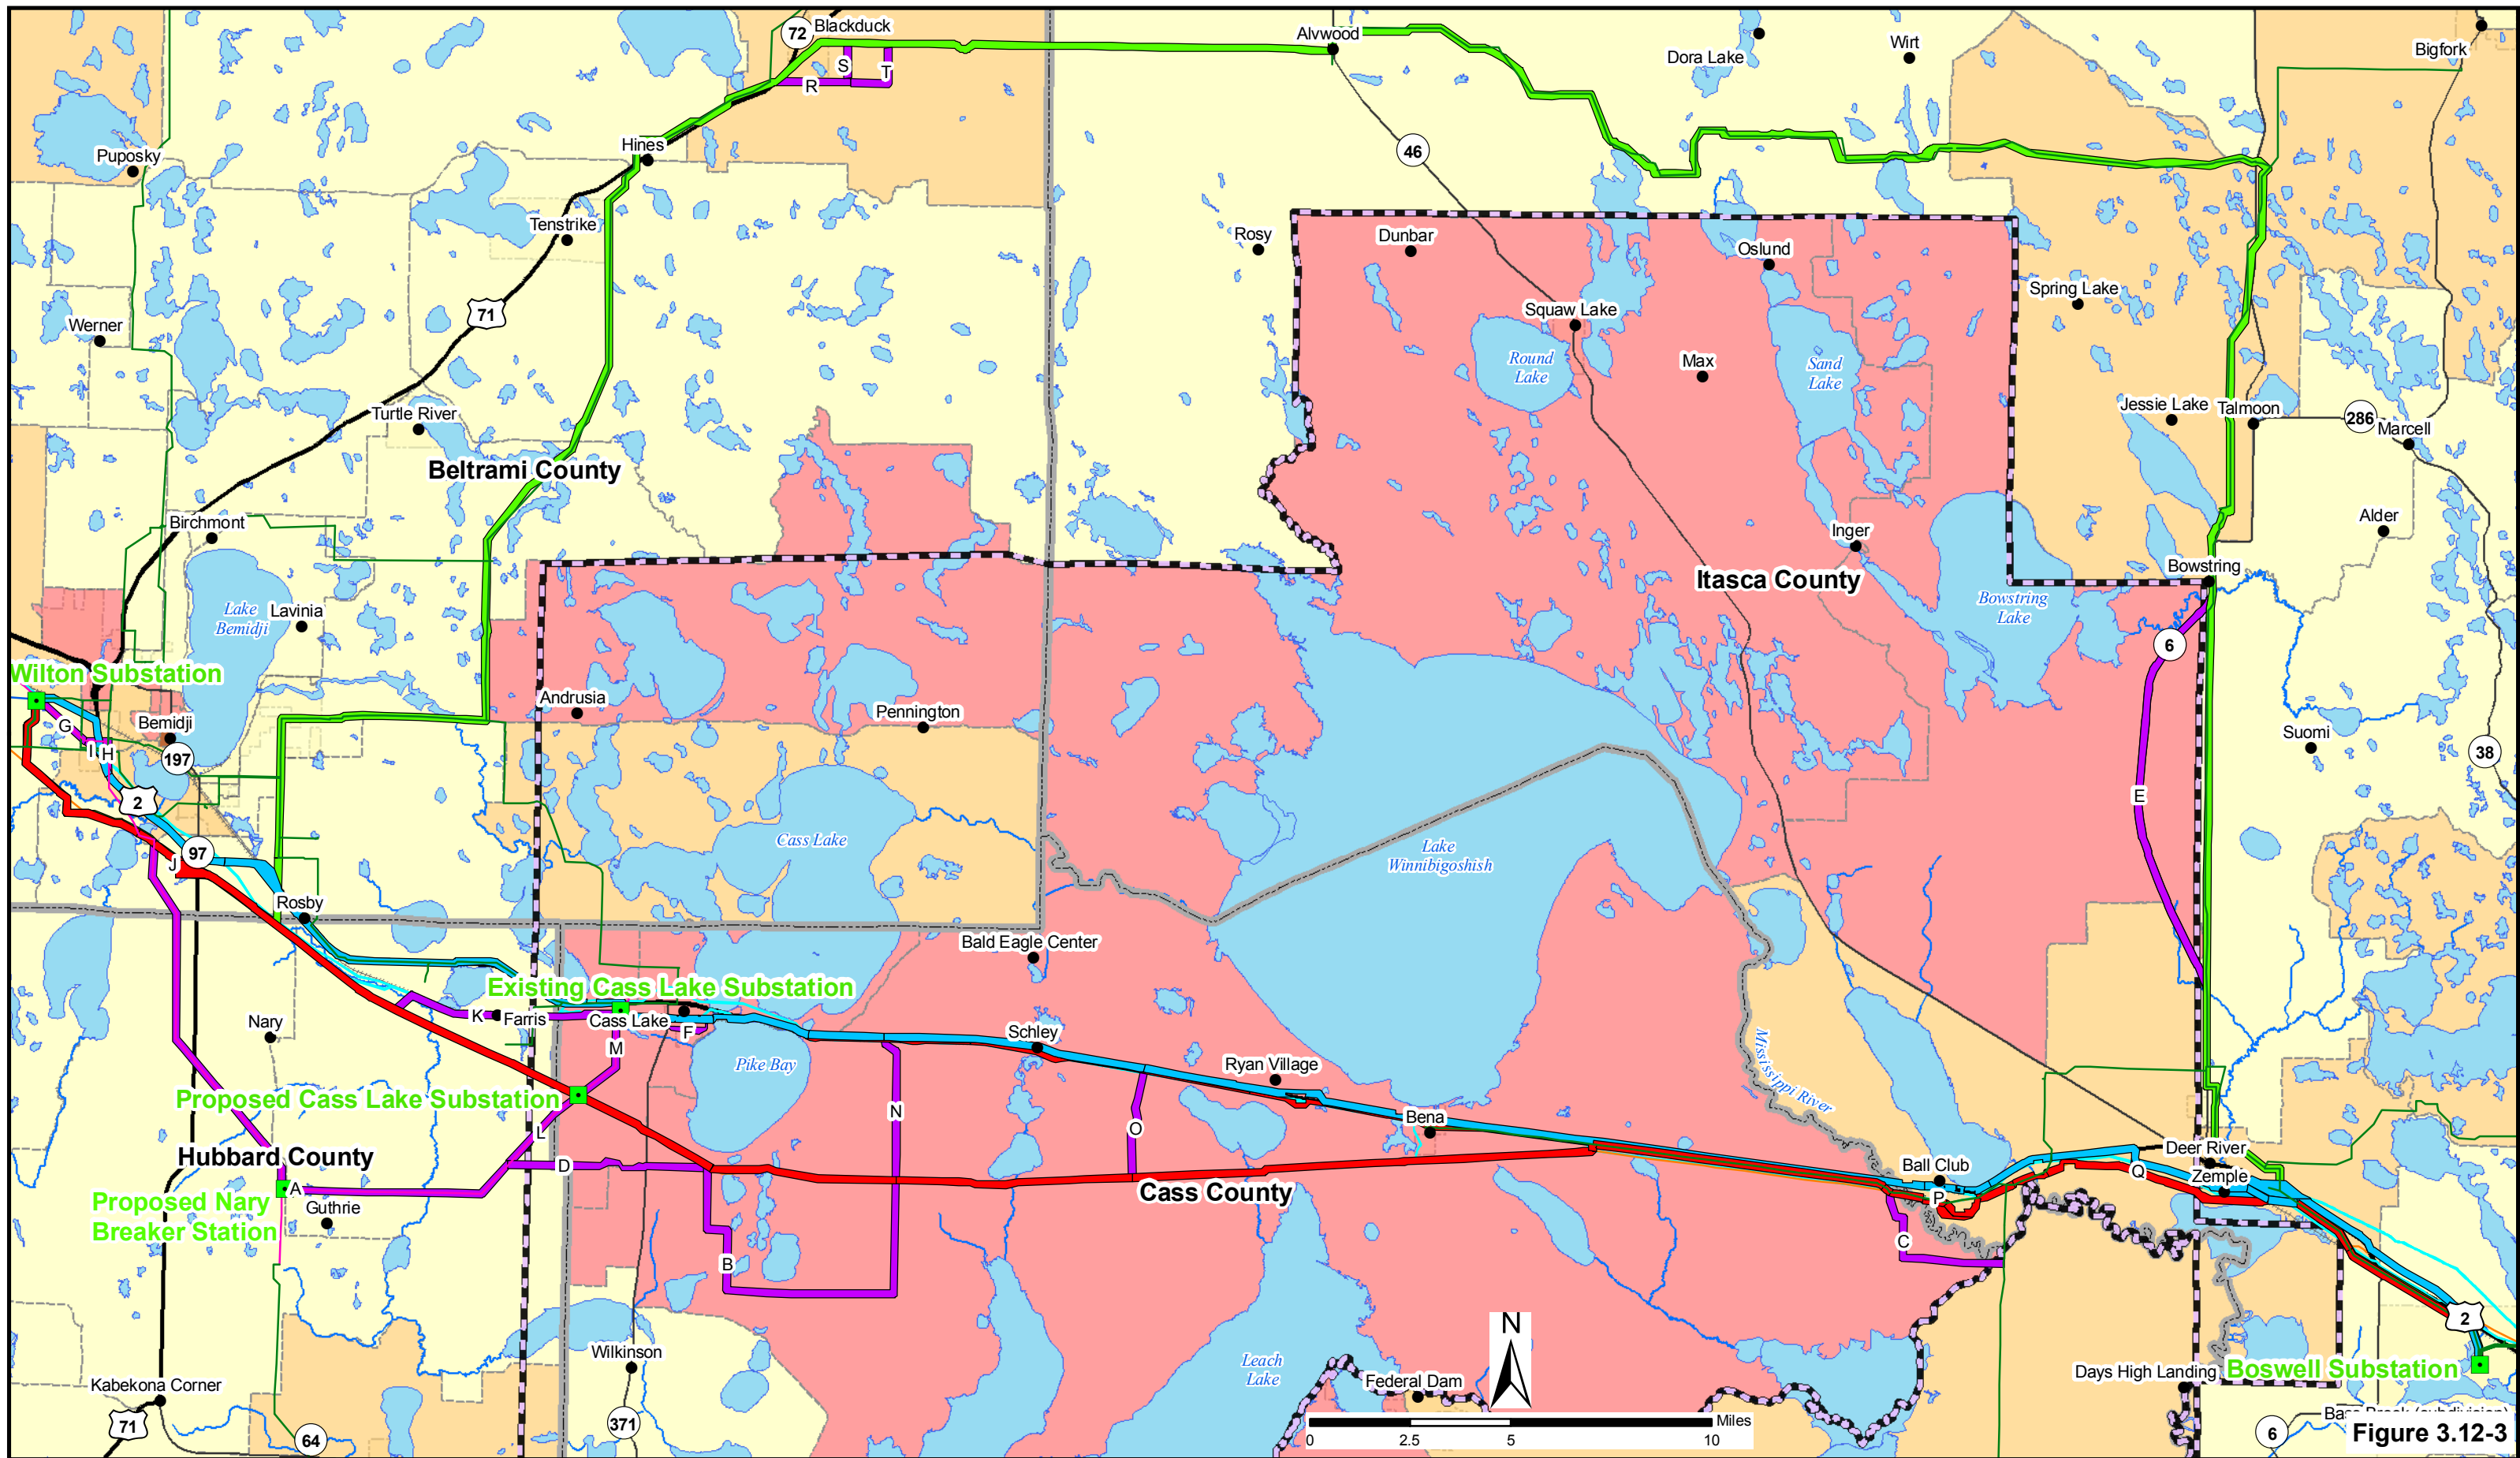 72
Blackduck
Alvwood
Dora Lake
Wirt
Bigfork
S
T
R
46
Hines
Puposky
Tenstrike
Rosy
Dunbar
Oslund
Spring Lake
71
Squaw Lake
Werner
Round
Lake
Max
Sand
Lake
Turtle River
Jessie Lake
Talmoon
286
Marcell
Beltrami County
Birchmont
Alder
Inger
Itasca County
Bowstring
Bowstring
Lake
Lake
Bemidji
Lavinia
6
Wilton Substation
Andrusia
Pennington
G
Bemidji
I
H
197
Suomi
38
2
E
Cass Lake
Lake
Winnibigoshish
97
J
Rosby
Bald Eagle Center
Existing Cass Lake Substation
K
Farris
Cass Lake
F
Nary
Schley
M
Pike Bay
Ryan Village
Mississippi River
Proposed Cass Lake Substation
N
Bena
O
L
Hubbard County
D
Deer River
Ball Club
Q
Zemple
Proposed Nary
Breaker Station
A
Guthrie
Cass County
P
C
B
N
2
Wilkinson
Leach
Lake
Federal Dam
Days High Landing
Boswell Substation
Kabekona Corner
71
64
371
Miles
0
2.5
5
10
6
Figure 3.12-3